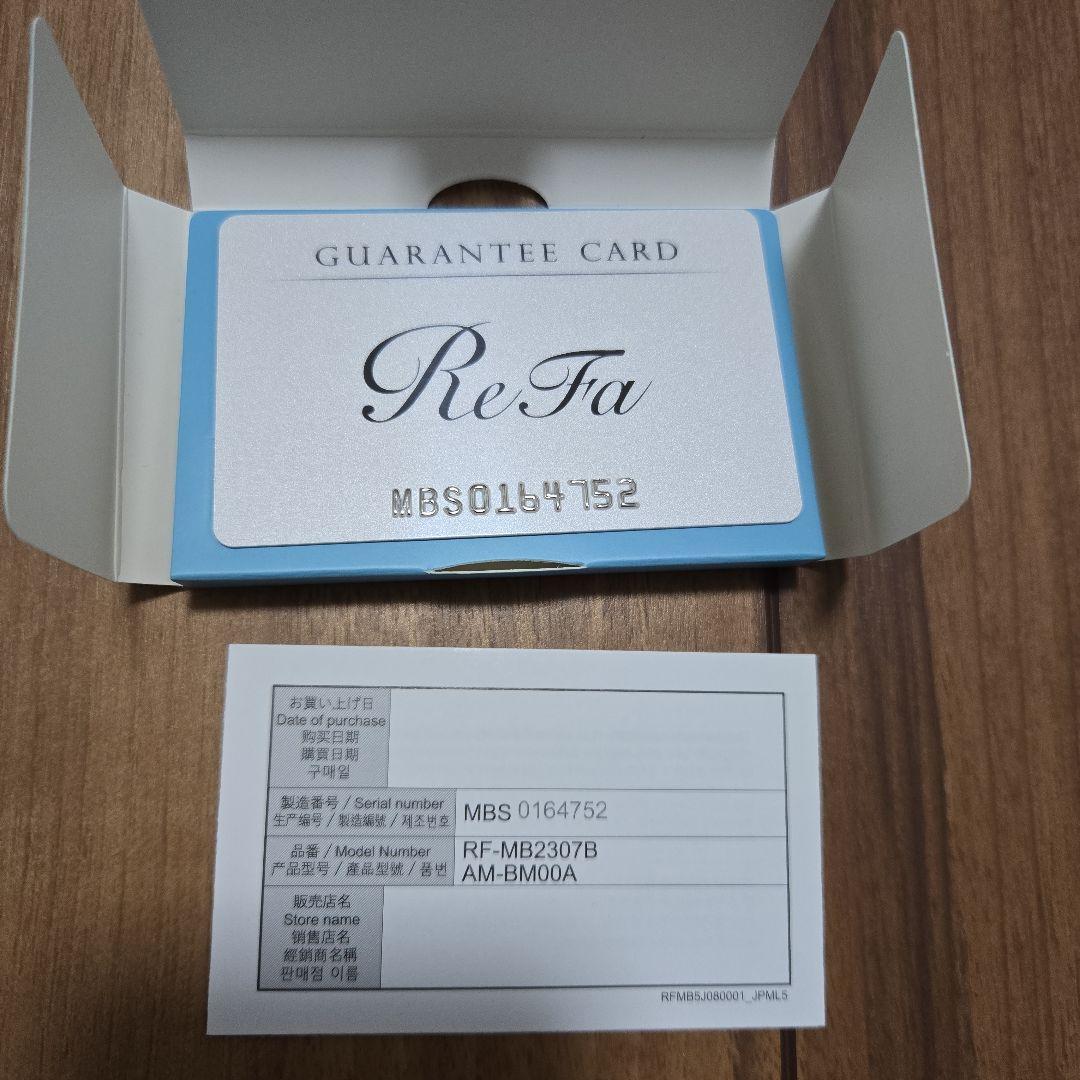 GUARANTEE CARD
ReFa
MBS0164752
お買い上げ日
Date of purchase
购买日期
購買日期
구매일
製造番号 / Serial number
生产编号 / 製造編號 / 제조번호
MBS 0164752
品番 / Model Number
产品型号 / 產品型號 / 품번
RF-MB2307B
AM-BM00A
販売店名
Store name
销售店名
經銷商名稱
판매점 이름
RFMB5J080001_JPML5